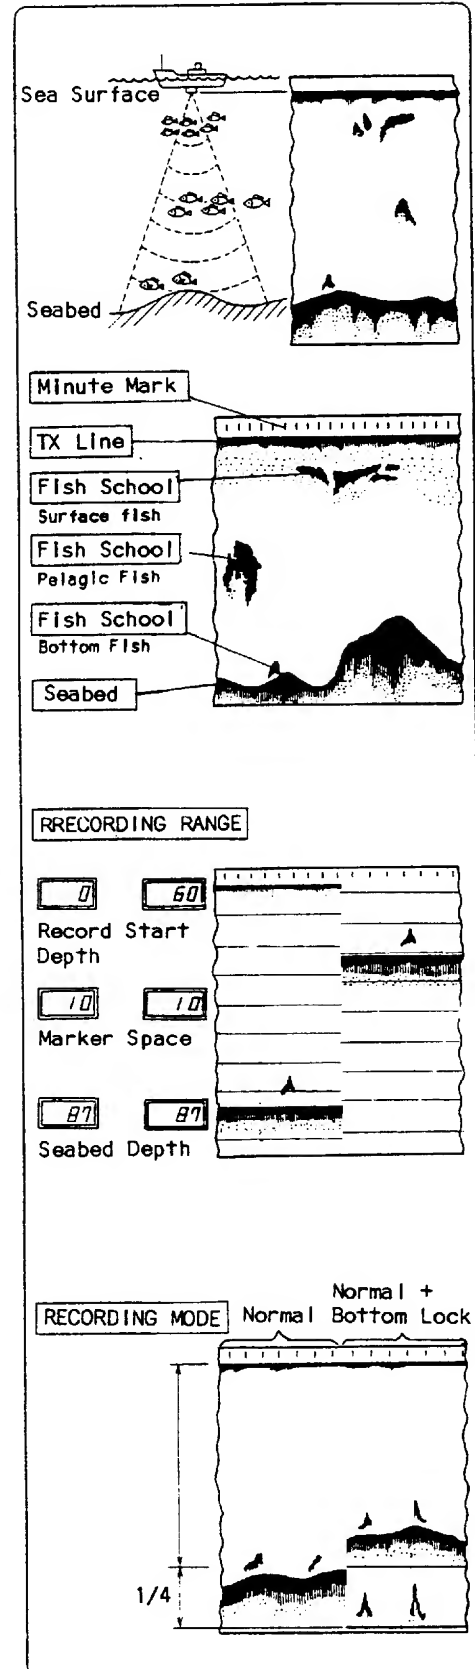 Sea Surface
Seabed
Minute Mark
TX Line
Fish School
Surface fish
Fish School
Pelagic Fish
Fish School
Bottom Fish
Seabed
RRECORDING RANGE
0 60
Record Start
Depth
10 10
Marker Space
87 87
Seabed Depth
RECORDING MODE
Normal
Normal +
Bottom Lock
1/4